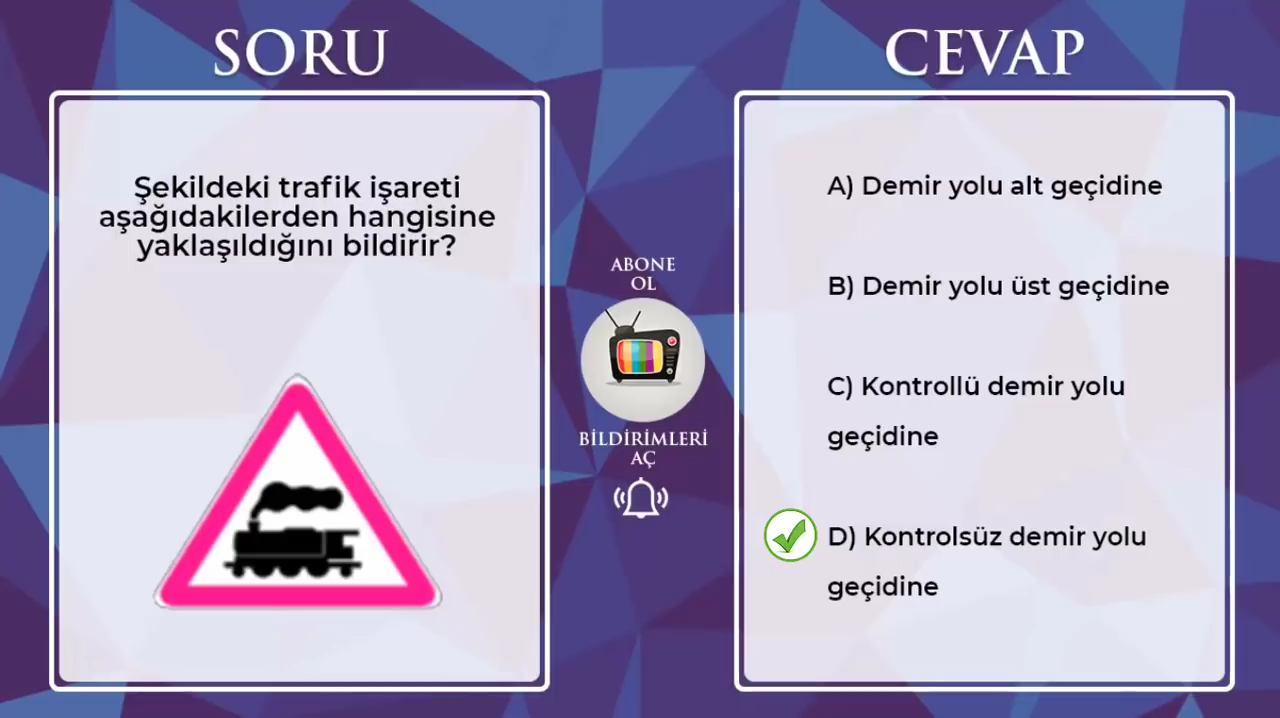 SORU
Şekildeki trafik işareti
aşağıdakilerden hangisine
yaklaşıldığını bildirir?
ABONE
OL
BİLDİRİMLERİ
AÇ
CEVAP
A) Demir yolu alt geçidine
B) Demir yolu üst geçidine
C) Kontrollü demir yolu
geçidine
D) Kontrolsüz demir yolu
geçidine